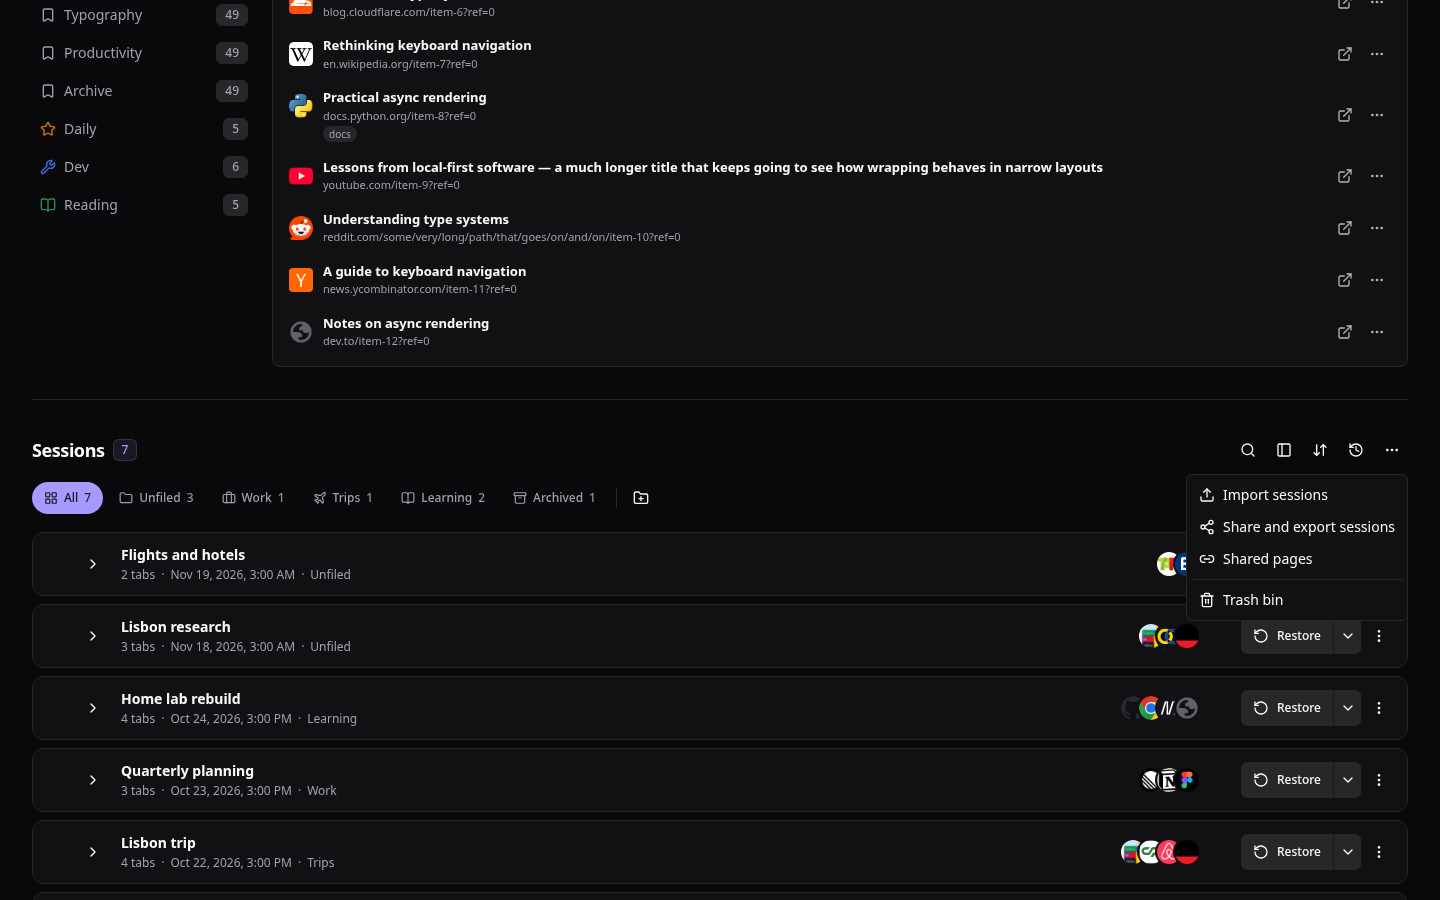 Typography 49
Productivity 49
Archive 49
Daily 5
Dev 6
Reading 5
blog.cloudflare.com/item-6?ref=0
Rethinking keyboard navigation
en.wikipedia.org/item-7?ref=0
Practical async rendering
docs.python.org/item-8?ref=0
docs
Lessons from local-first software — a much longer title that keeps going to see how wrapping behaves in narrow layouts
youtube.com/item-9?ref=0
Understanding type systems
reddit.com/some/very/long/path/that/goes/on/and/on/item-10?ref=0
A guide to keyboard navigation
news.ycombinator.com/item-11?ref=0
Notes on async rendering
dev.to/item-12?ref=0
Sessions 7
All 7 Unfiled 3 Work 1 Trips 1 Learning 2 Archived 1
Import sessions
Share and export sessions
Shared pages
Trash bin
Flights and hotels
2 tabs · Nov 19, 2026, 3:00 AM · Unfiled
Lisbon research
3 tabs · Nov 18, 2026, 3:00 AM · Unfiled
Restore
Home lab rebuild
4 tabs · Oct 24, 2026, 3:00 PM · Learning
Restore
Quarterly planning
3 tabs · Oct 23, 2026, 3:00 PM · Work
Restore
Lisbon trip
4 tabs · Oct 22, 2026, 3:00 PM · Trips
Restore